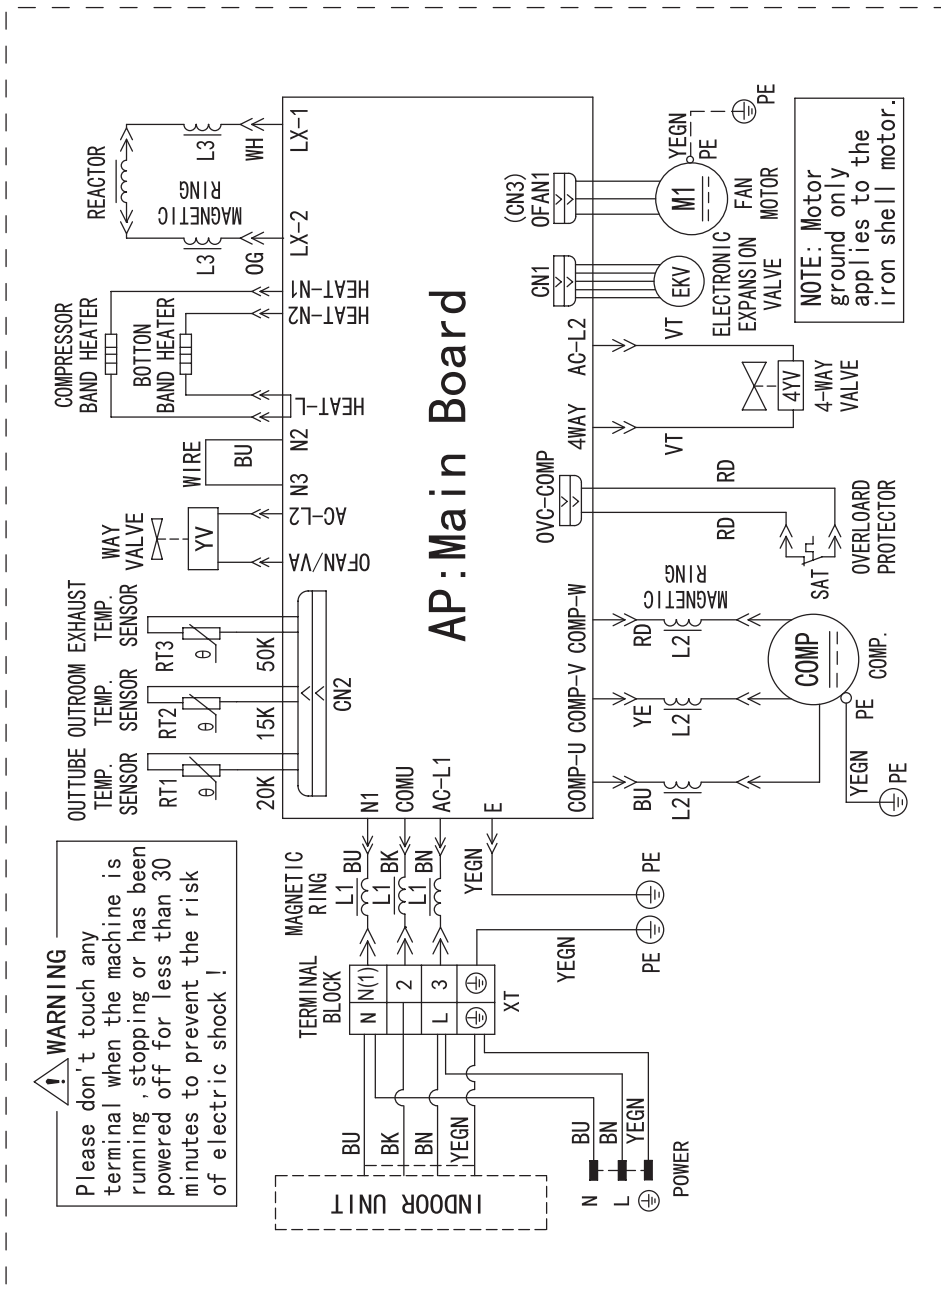 WARNING
Please don't touch any
terminal when the machine is
running ,stopping or has been
powered off for less than 30
minutes to prevent the risk
of electric shock !
OUTTUBE
TEMP.
SENSOR
OUTROOM
TEMP.
SENSOR
EXHAUST
TEMP.
SENSOR
RT1
θ
20K
RT2
θ
15K
RT3
θ
50K
CN2
WAY
VALVE
YV
OFAN/VA
AC-L2
WIRE
BU
N3
N2
COMPRESSOR
BAND HEATER
BOTTON
BAND HEATER
HEAT-L
HEAT-N2
HEAT-N1
REACTOR
MAGNETIC
RING
L3
L3
OG
WH
LX-2
LX-1
AP:Main Board
INDOOR UNIT
BU
BK
BN
YEGN
TERMINAL
BLOCK
N
N(1)
2
L
3
XT
MAGNETIC
RING
L1
BU
L1
BK
L1
BN
N1
COMU
AC-L1
E
YEGN
YEGN
PE
PE
N
BU
L
BN
YEGN
POWER
COMP-U
COMP-V
COMP-W
BU
YE
RD
L2
L2
L2
MAGNETIC
RING
COMP
COMP.
PE
YEGN
PE
OVC-COMP
RD
RD
SAT
OVERLOARD
PROTECTOR
4WAY
AC-L2
VT
VT
4YV
4-WAY
VALVE
CN1
EKV
ELECTRONIC
EXPANSION
VALVE
(CN3)
OFAN1
M1
FAN
MOTOR
YEGN
PE
PE
NOTE: Motor
ground only
applies to the
iron shell motor.